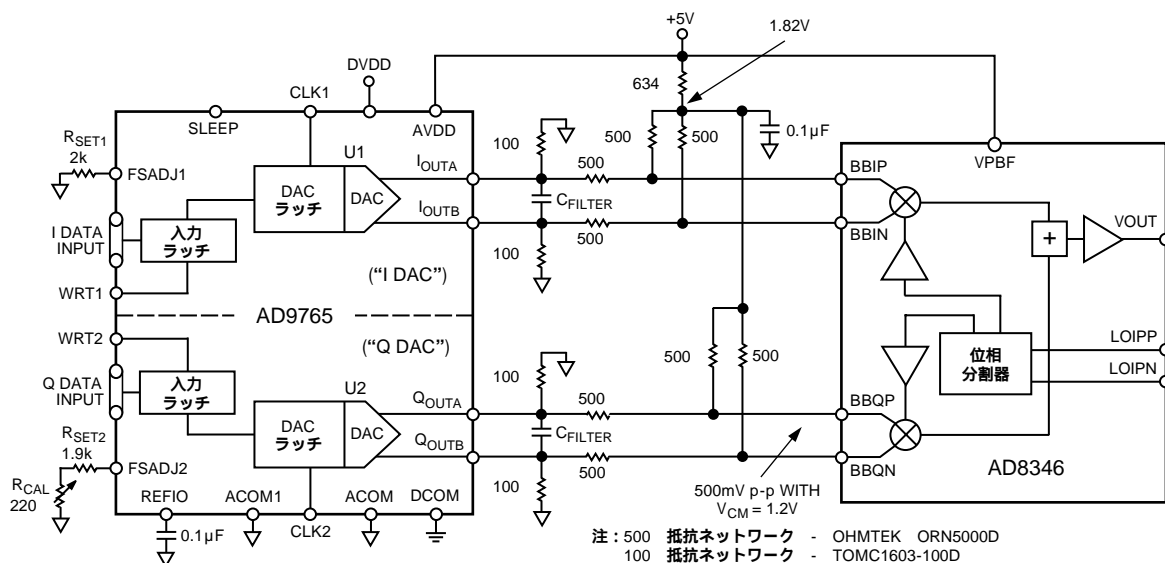 +5V
1.82V
634
DVDD
CLK1
SLEEP
AVDD
100
500
500
0.1µF
VPBF
RSET1
2k
FSADJ1
U1
IOUTA
500
BBIP
DAC
ラッチ
DAC
CFILTER
I DATA
INPUT
入力
ラッチ
IOUTB
500
BBIN
VOUT
+
100
WRT1
("I DAC")
AD9765
WRT2
("Q DAC")
500
500
位相
分割器
LOIPP
LOIPN
100
Q DATA
INPUT
入力
ラッチ
U2
QOUTA
500
BBQP
DAC
ラッチ
DAC
CFILTER
QOUTB
500
BBQN
RSET2
1.9k
FSADJ2
AD8346
RCAL
220
100
REFIO
ACOM1
ACOM
DCOM
0.1µF
CLK2
500mV p-p WITH
VCM = 1.2V
注：500 抵抗ネットワーク - OHMTEK ORN5000D
100 抵抗ネットワーク - TOMC1603-100D